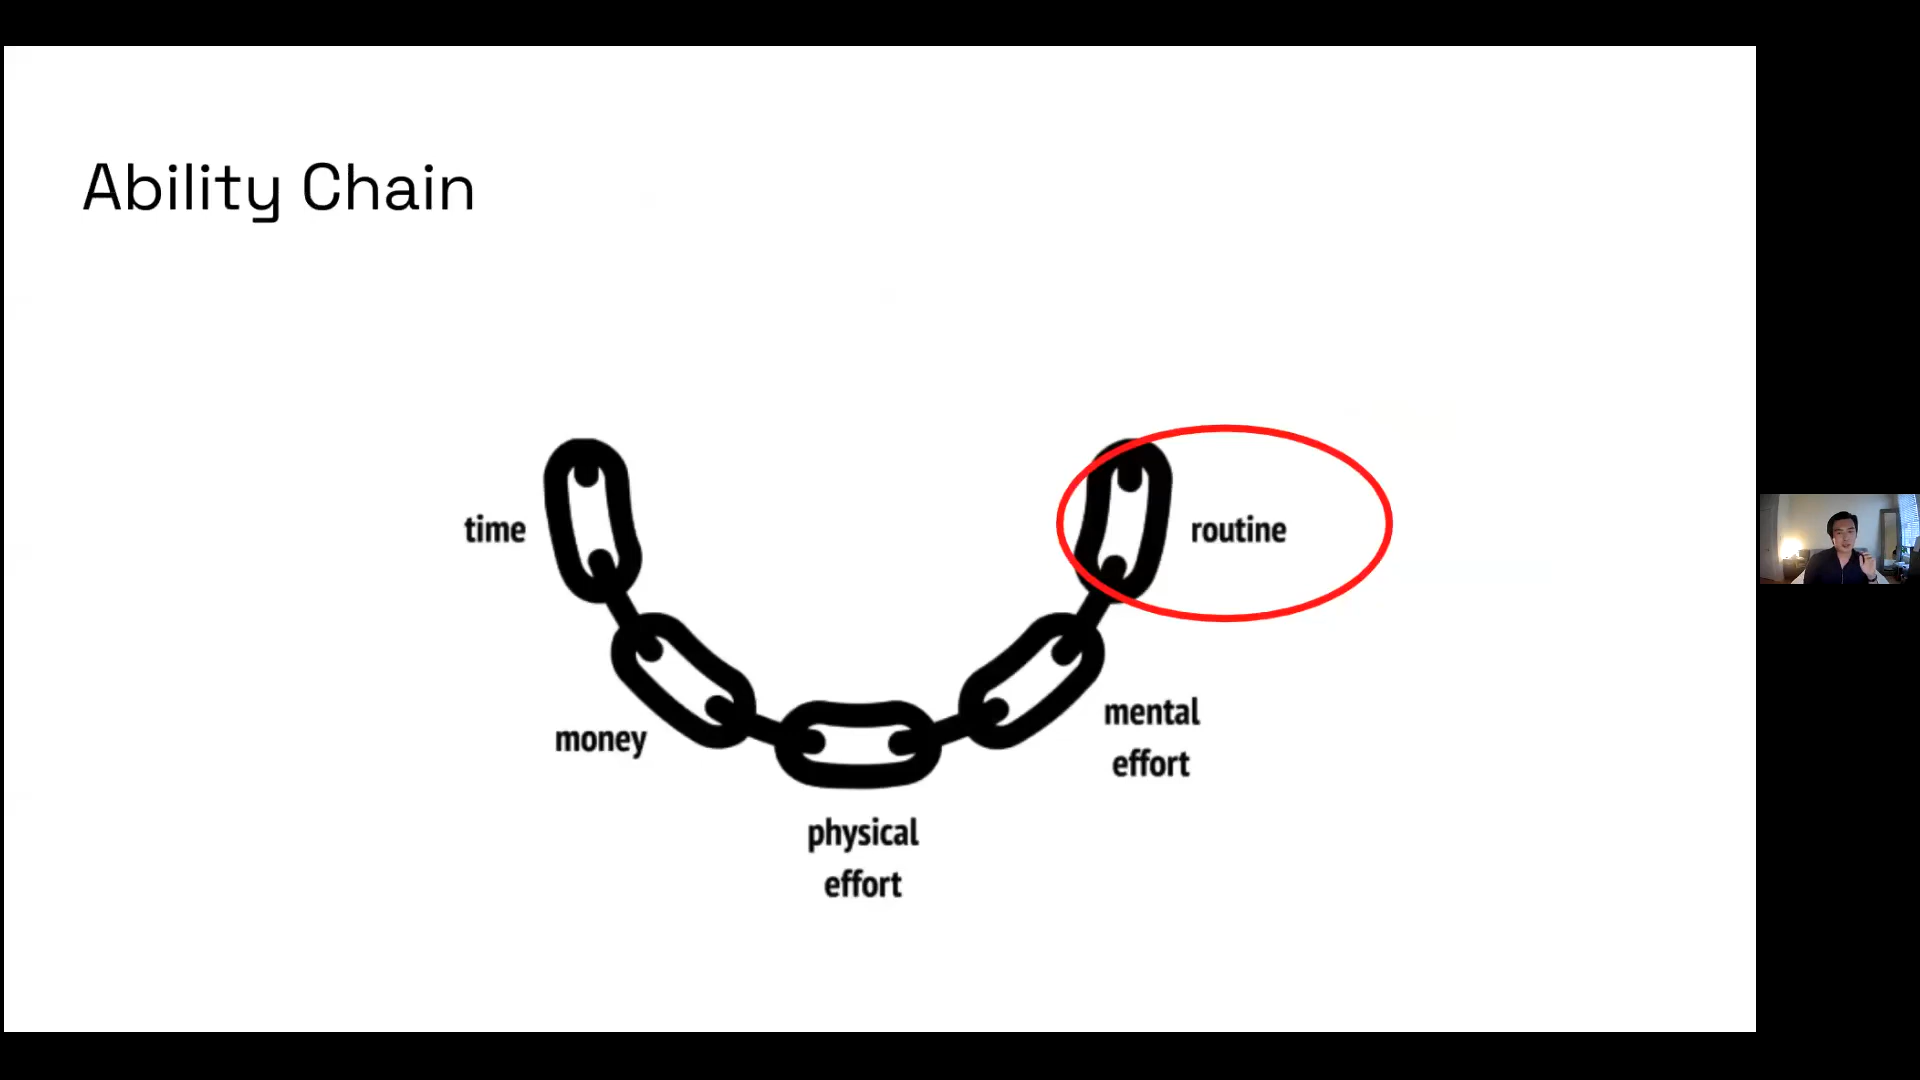 Ability Chain
time
routine
money
mental
effort
physical
effort